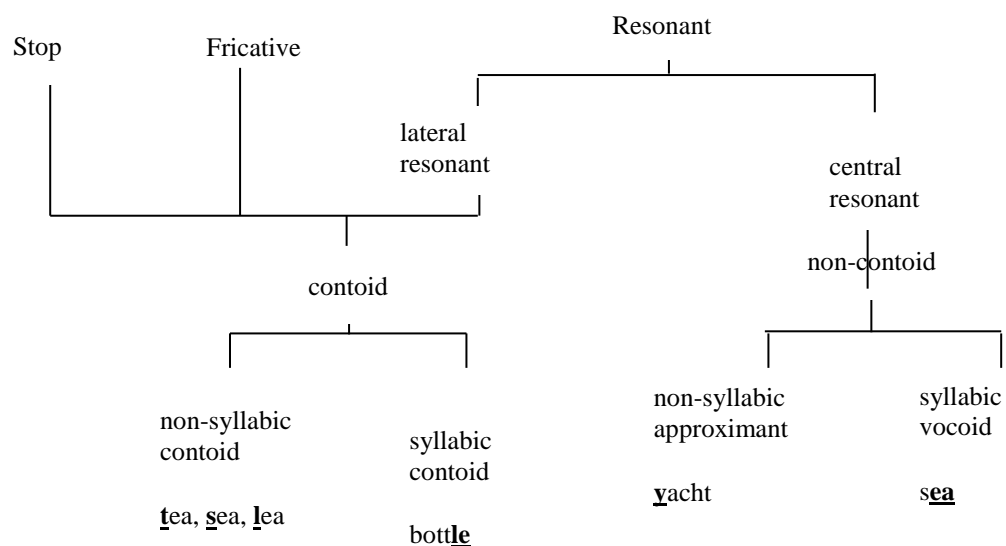 Resonant
Stop
Fricative
lateral
resonant
central
resonant
non-contoid
contoid
non-syllabic
contoid
syllabic
contoid
non-syllabic
approximant
syllabic
vocoid
tea, sea, lea
bottle
yacht
sea